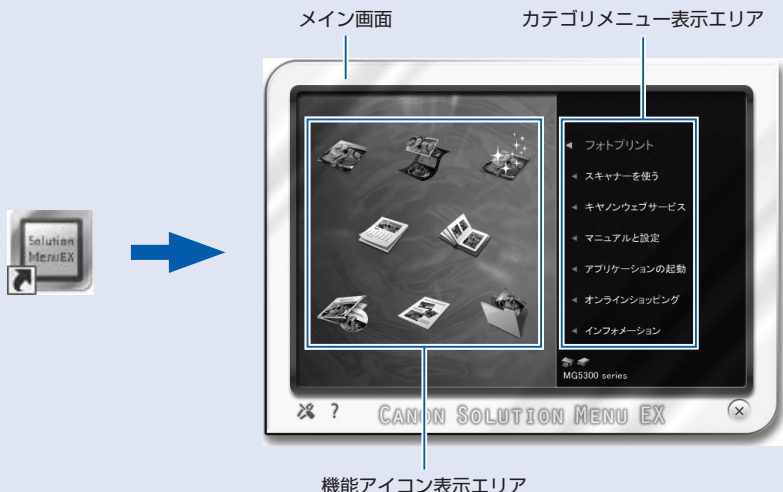 メイン画面
カテゴリメニュー表示エリア
フォトプリント
スキャナーを使う
キヤノンウェブサービス
マニュアルと設定
アプリケーションの起動
オンラインショッピング
インフォメーション
Solution
MenuEX
MG5300 series
?
CANON SOLUTION MENU EX
機能アイコン表示エリア